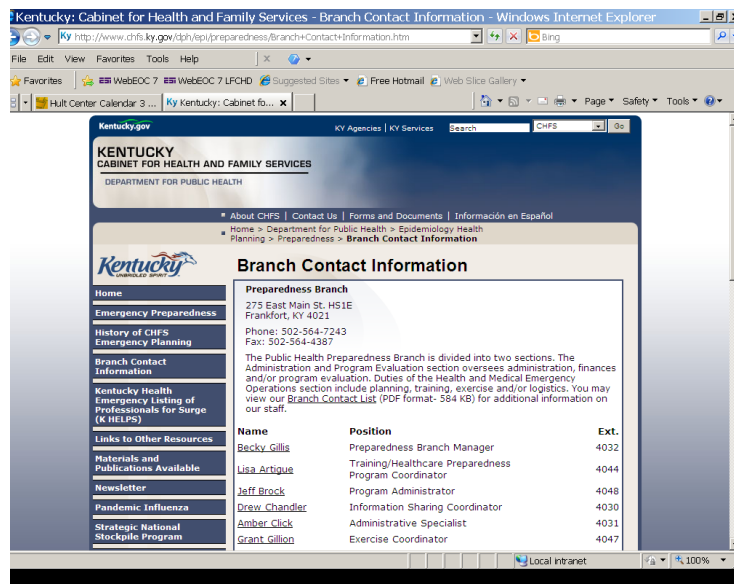 Kentucky: Cabinet for Health and Family Services - Branch Contact Information - Windows Internet Explorer
Ky http://www.chfs.ky.gov/dph/epi/preparedness/Branch+Contact+Information.htm
Bing
File Edit View Favorites Tools Help
x
Favorites WebEOC 7 WebEOC 7 LFCHD Suggested Sites Free Hotmail Web Slice Gallery
Hult Center Calendar 3 ... Ky Kentucky: Cabinet fo... x
Page Safety Tools
Kentucky.gov KY Agencies | KY Services Search CHFS Go
KENTUCKY
CABINET FOR HEALTH AND FAMILY SERVICES
DEPARTMENT FOR PUBLIC HEALTH
About CHFS | Contact Us | Forms and Documents | Información en Español
Home > Department for Public Health > Epidemiology Health
Planning > Preparedness > Branch Contact Information
Kentucky
UNBRIDLED SPIRIT
Home
Emergency Preparedness
History of CHFS
Emergency Planning
Branch Contact
Information
Kentucky Health
Emergency Listing of
Professionals for Surge
(K HELPS)
Links to Other Resources
Materials and
Publications Available
Newsletter
Pandemic Influenza
Strategic National
Stockpile Program
Branch Contact Information
Preparedness Branch
275 East Main St. HS1E
Frankfort, KY 4021
Phone: 502-564-7243
Fax: 502-564-4387
The Public Health Preparedness Branch is divided into two sections. The
Administration and Program Evaluation section oversees administration, finances
and/or program evaluation. Duties of the Health and Medical Emergency
Operations section include planning, training, exercise and/or logistics. You may
view our Branch Contact List (PDF format- 584 KB) for additional information on
our staff.
Name Position Ext.
Becky Gillis Preparedness Branch Manager 4032
Lisa Artigue Training/Healthcare Preparedness Program Coordinator 4044
Jeff Brock Program Administrator 4048
Drew Chandler Information Sharing Coordinator 4030
Amber Click Administrative Specialist 4031
Grant Gillion Exercise Coordinator 4047
Local intranet 100%